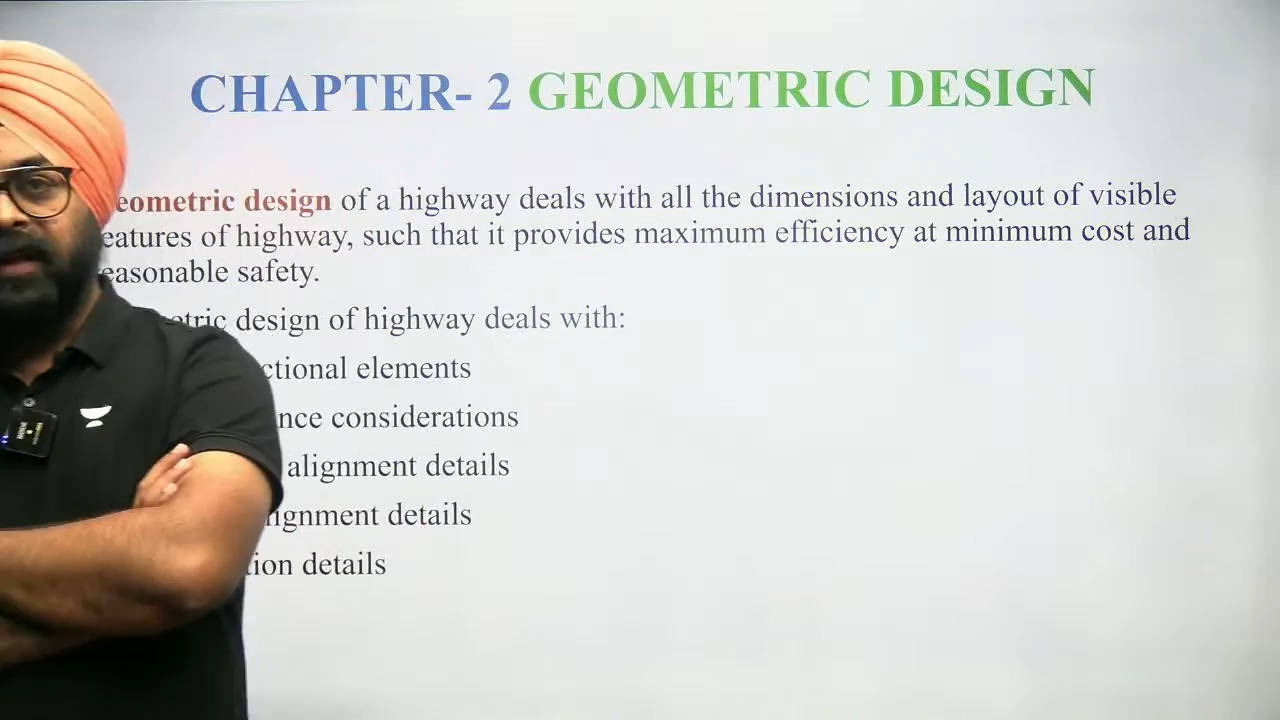 CHAPTER- 2 GEOMETRIC DESIGN
eometric design of a highway deals with all the dimensions and layout of visible
eatures of highway, such that it provides maximum efficiency at minimum cost and
easonable safety.
etric design of highway deals with:
ctional elements
nce considerations
alignment details
ignment details
tion details